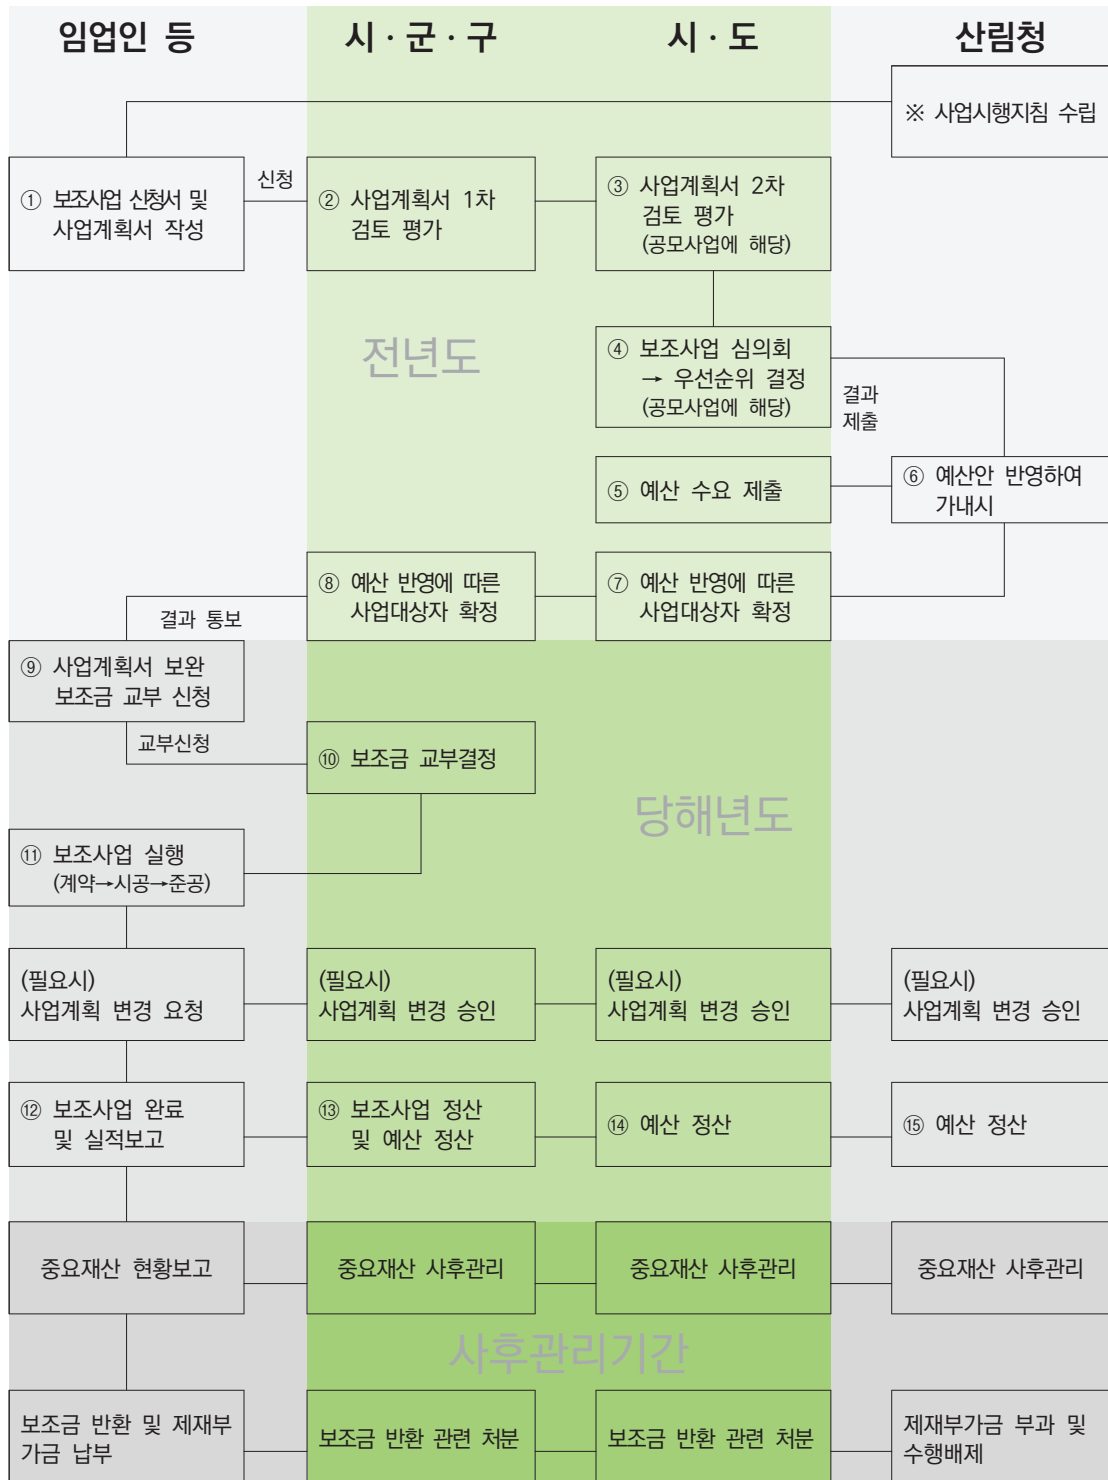 임업인 등
시·군·구
시·도
산림청
※ 사업시행지침 수립
① 보조사업 신청서 및
사업계획서 작성
신청
② 사업계획서 1차
검토 평가
③ 사업계획서 2차
검토 평가
(공모사업에 해당)
전년도
④ 보조사업 심의회
→ 우선순위 결정
(공모사업에 해당)
결과
제출
⑤ 예산 수요 제출
⑥ 예산안 반영하여
가내시
⑧ 예산 반영에 따른
사업대상자 확정
⑦ 예산 반영에 따른
사업대상자 확정
결과 통보
⑨ 사업계획서 보완
보조금 교부 신청
교부신청
⑩ 보조금 교부결정
당해년도
⑪ 보조사업 실행
(계약→시공→준공)
(필요시)
사업계획 변경 요청
(필요시)
사업계획 변경 승인
(필요시)
사업계획 변경 승인
(필요시)
사업계획 변경 승인
⑫ 보조사업 완료
및 실적보고
⑬ 보조사업 정산
및 예산 정산
⑭ 예산 정산
⑮ 예산 정산
중요재산 현황보고
중요재산 사후관리
중요재산 사후관리
중요재산 사후관리
사후관리기간
보조금 반환 및 제재부
가금 납부
보조금 반환 관련 처분
보조금 반환 관련 처분
제재부가금 부과 및
수행배제